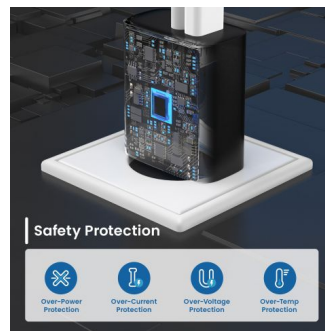 Safety Protection
Over-Power
Protection
Over-Current
Protection
Over-Voltage
Protection
Over-Temp
Protection